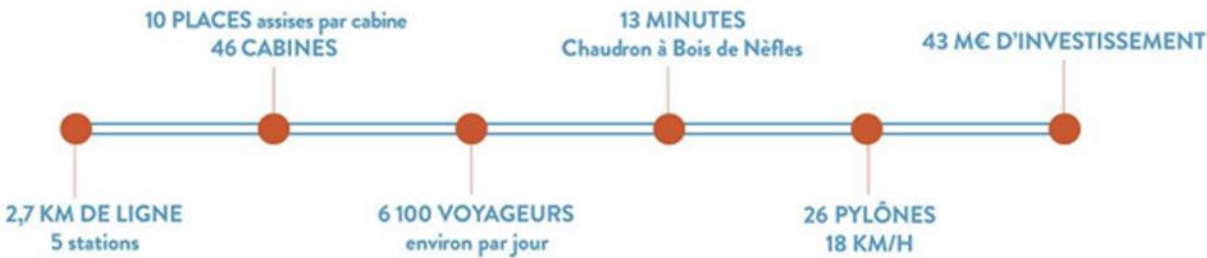 10 PLACES assises par cabine
46 CABINES
13 MINUTES
Chaudron à Bois de Nèfles
43 M€ D'INVESTISSEMENT
2,7 KM DE LIGNE
5 stations
6 100 VOYAGEURS
environ par jour
26 PYLÔNES
18 KM/H